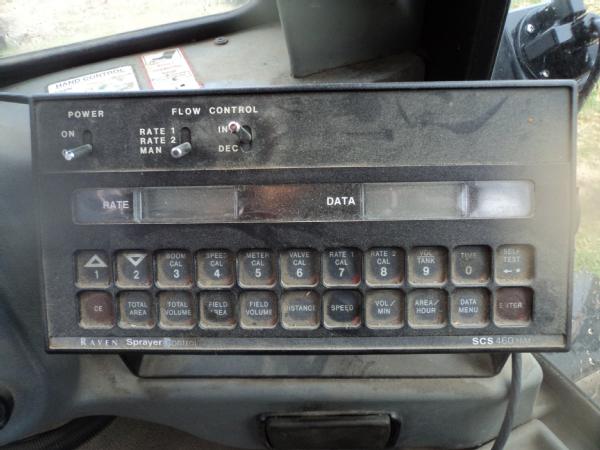 HAND CONTROL
POWER FLOW CONTROL
ON RATE 1 INC
RATE 2
MAN DEC
RATE DATA
1 2 BOOM CAL 3 SPEED CAL 4 METER CAL 5 VALVE CAL 6 RATE 1 CAL 7 RATE 2 CAL 8 VOL TANK 9 TIME 0 SELF TEST
CE TOTAL AREA TOTAL VOLUME FIELD AREA FIELD VOLUME DISTANCE SPEED VOL/ MIN AREA/ HOUR DATA MENU ENTER
RAVEN Sprayer Control SCS 460